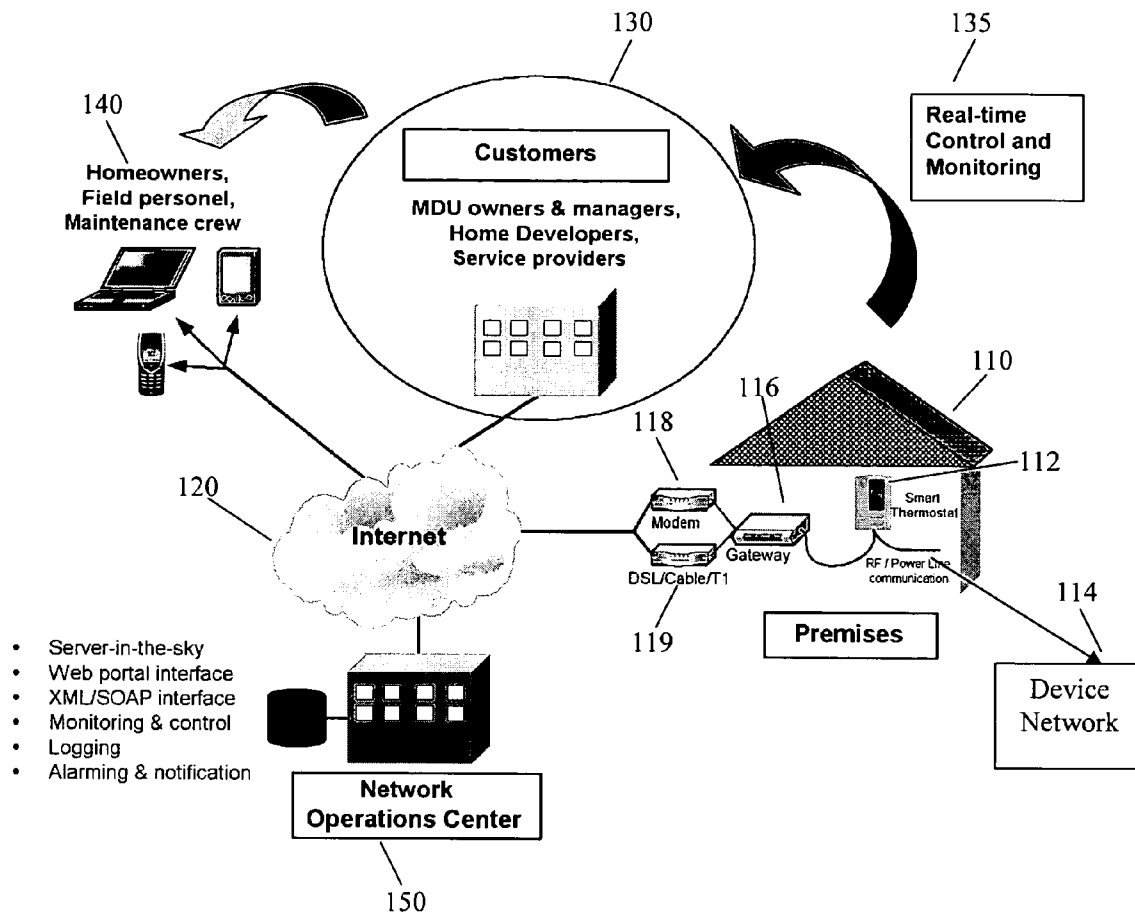 130
135
140
Real-time
Control and
Monitoring
Homeowners,
Field personel,
Maintenance crew
Customers
MDU owners & managers,
Home Developers,
Service providers
110
116
118
112
120
Smart
Thermostat
Modem
Internet
Gateway
RF / Power Line
communication
DSL/Cable/T1
114
119
Premises
• Server-in-the-sky
• Web portal interface
• XML/SOAP interface
• Monitoring & control
• Logging
• Alarming & notification
Device
Network
Network
Operations Center
150